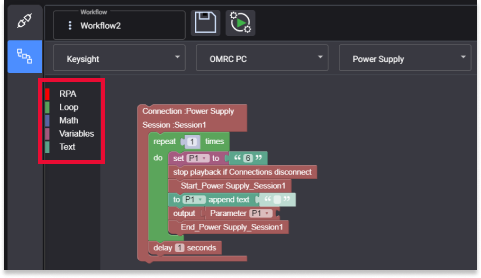 Workflow
Workflow2
Keysight
OMRC PC
Power Supply
RPA
Loop
Math
Variables
Text
Connection :Power Supply
Session :Session1
repeat 1 times
do set P1 to “ 6 ”
stop playback if Connections disconnect
Start_Power Supply_Session1
to P1 append text “ ”
output Parameter P1
End_Power Supply_Session1
delay 1 seconds